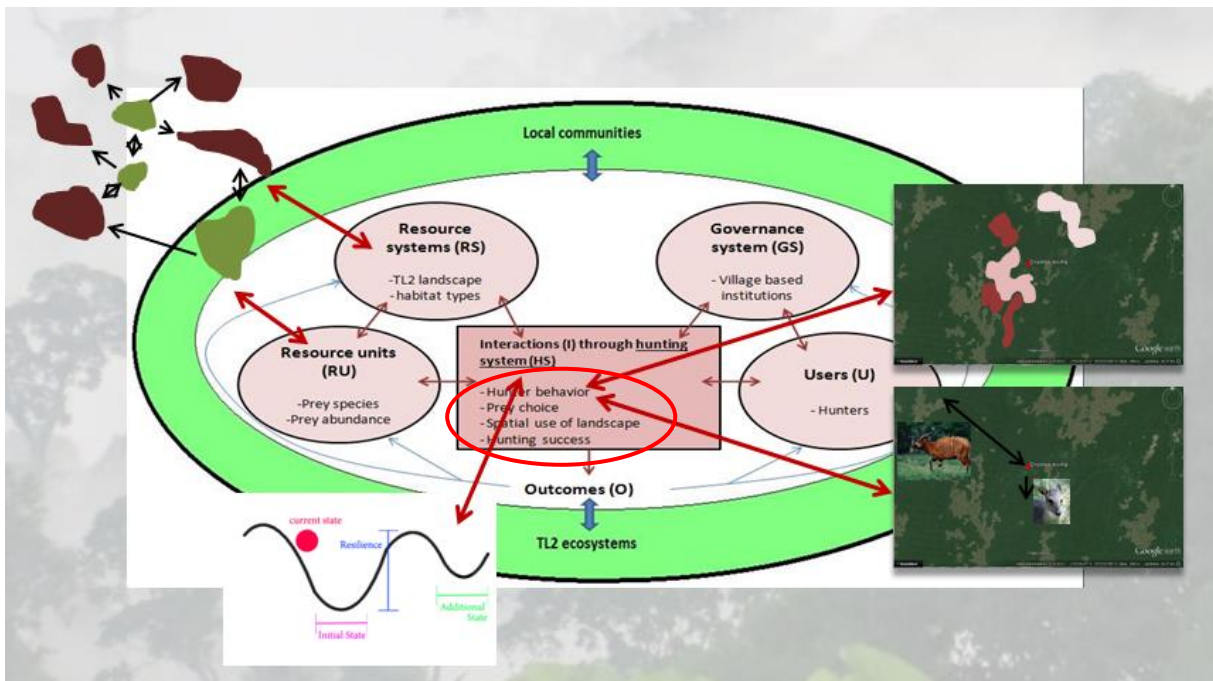 Local communities
Resource
systems (RS)
-TL2 landscape
-habitat types
Governance
system (GS)
- Village based
institutions
Resource units
(RU)
-Prey species
-Prey abundance
Interactions (I) through hunting
system (HS)
- Hunter behavior
- Prey choice
- Spatial use of landscape
- Hunting success
Users (U)
- Hunters
Outcomes (O)
TL2 ecosystems
current state
Resilience
Initial State
Additional
State
Google earth
Google earth